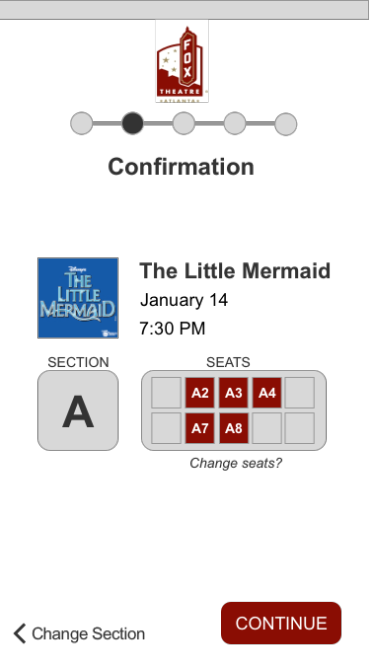 FOX
THEATRE
ATLANTA
Confirmation
Disney's
THE
LITTLE
MERMAID
The Little Mermaid
January 14
7:30 PM
SECTION
SEATS
A
A2 A3 A4
A7 A8
Change seats?
Change Section
CONTINUE